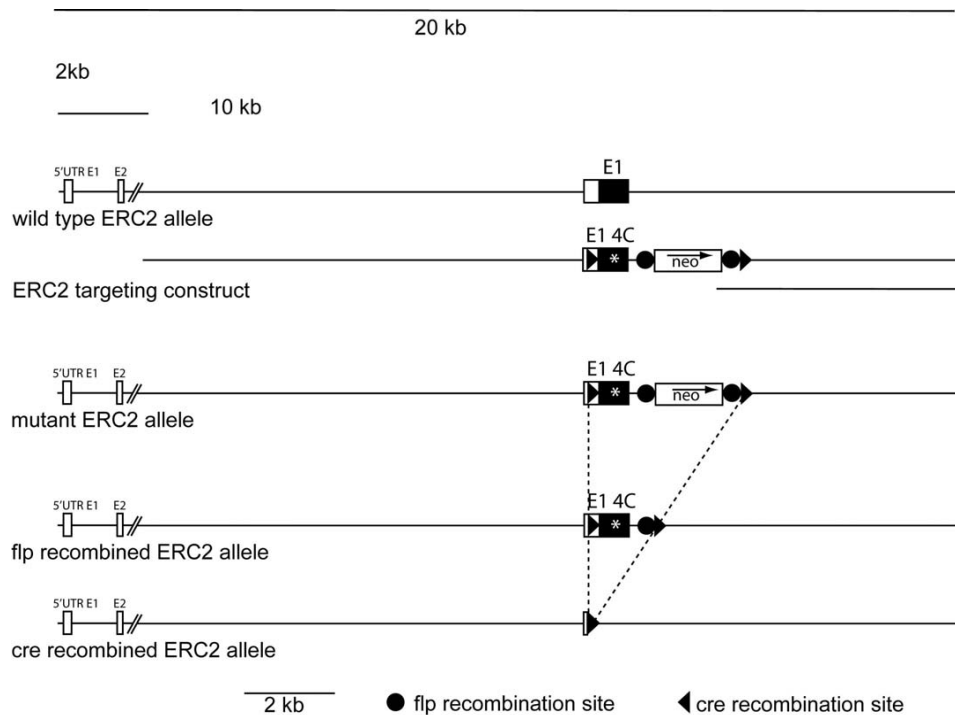 20 kb
2kb
10 kb
5'UTR E1 E2 E1
wild type ERC2 allele
E1 4C
* neo
ERC2 targeting construct
5'UTR E1 E2 E1 4C
* neo
mutant ERC2 allele
5'UTR E1 E2 E1 4C
*
flp recombined ERC2 allele
5'UTR E1 E2
cre recombined ERC2 allele
2 kb flp recombination site cre recombination site